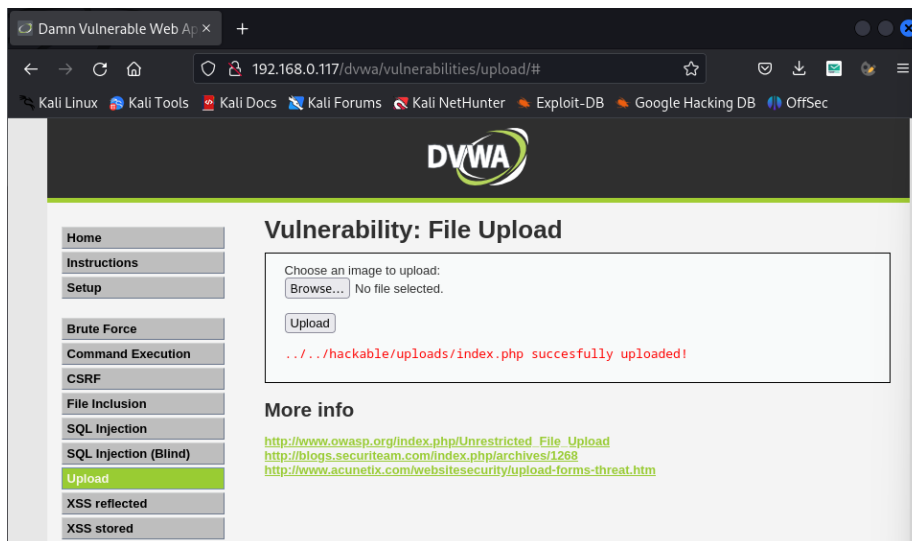 Damn Vulnerable Web Ap
192.168.0.117/dvwa/vulnerabilities/upload/#
Kali Linux Kali Tools Kali Docs Kali Forums Kali NetHunter Exploit-DB Google Hacking DB OffSec
DVWA
Home
Instructions
Setup
Brute Force
Command Execution
CSRF
File Inclusion
SQL Injection
SQL Injection (Blind)
Upload
XSS reflected
XSS stored
Vulnerability: File Upload
Choose an image to upload:
Browse... No file selected.
Upload
../../hackable/uploads/index.php succesfully uploaded!
More info
http://www.owasp.org/index.php/Unrestricted_File_Upload
http://blogs.securiteam.com/index.php/archives/1268
http://www.acunetix.com/websitesecurity/upload-forms-threat.htm